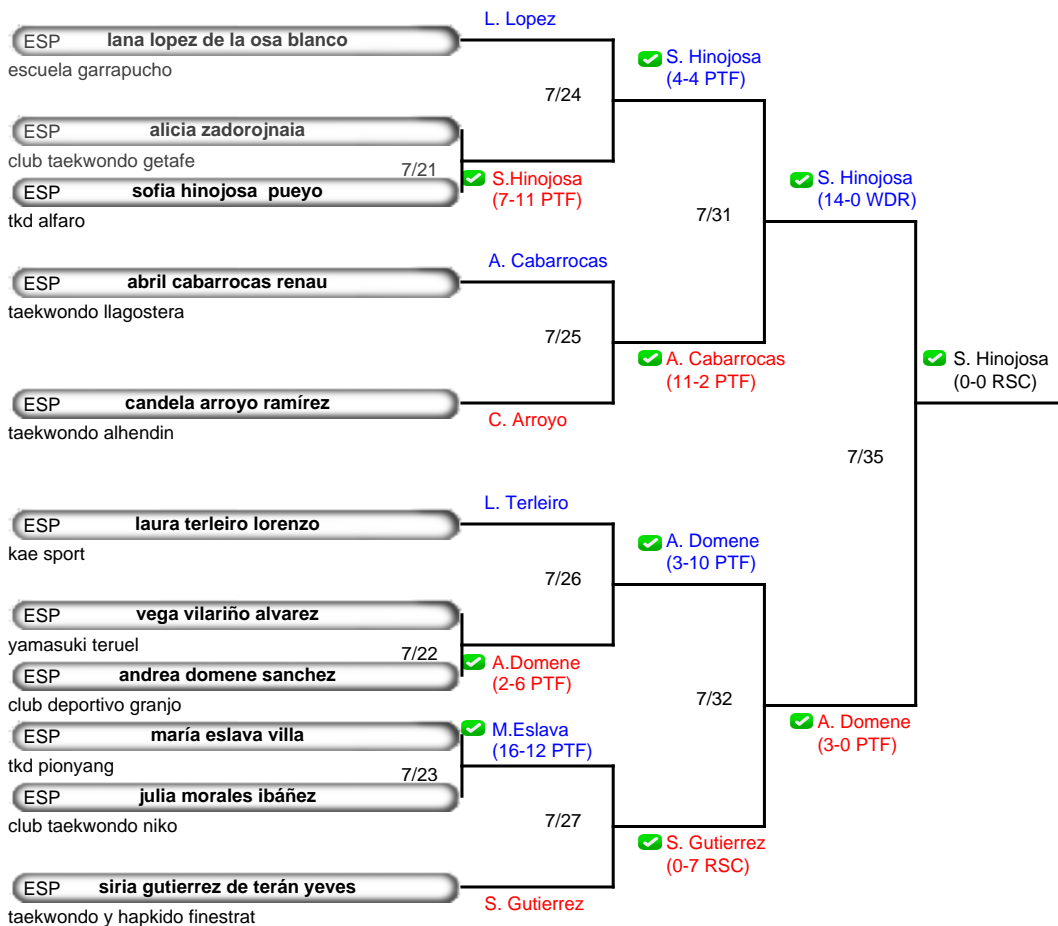 L. Lopez
ESP lana lopez de la osa blanco
escuela garrapucho
S. Hinojosa
(4-4 PTF)
7/24
ESP alicia zadorojnaia
club taekwondo getafe
7/21
S.Hinojosa
(7-11 PTF)
ESP sofia hinojosa pueyo
tkd alfaro
S. Hinojosa
(14-0 WDR)
7/31
A. Cabarrocas
ESP abril cabarrocas renau
taekwondo llagostera
7/25
A. Cabarrocas
(11-2 PTF)
S. Hinojosa
(0-0 RSC)
ESP candela arroyo ramírez
C. Arroyo
taekwondo alhendin
7/35
L. Terleiro
ESP laura terleiro lorenzo
kae sport
A. Domene
(3-10 PTF)
7/26
ESP vega vilariño alvarez
yamasuki teruel
7/22
A.Domene
(2-6 PTF)
ESP andrea domene sanchez
club deportivo granjo
7/32
A. Domene
(3-0 PTF)
M.Eslava
(16-12 PTF)
ESP maría eslava villa
tkd pionyang
7/23
ESP julia morales ibáñez
club taekwondo niko
7/27
S. Gutierrez
(0-7 RSC)
ESP siria gutierrez de terán yeves
S. Gutierrez
taekwondo y hapkido finestrat